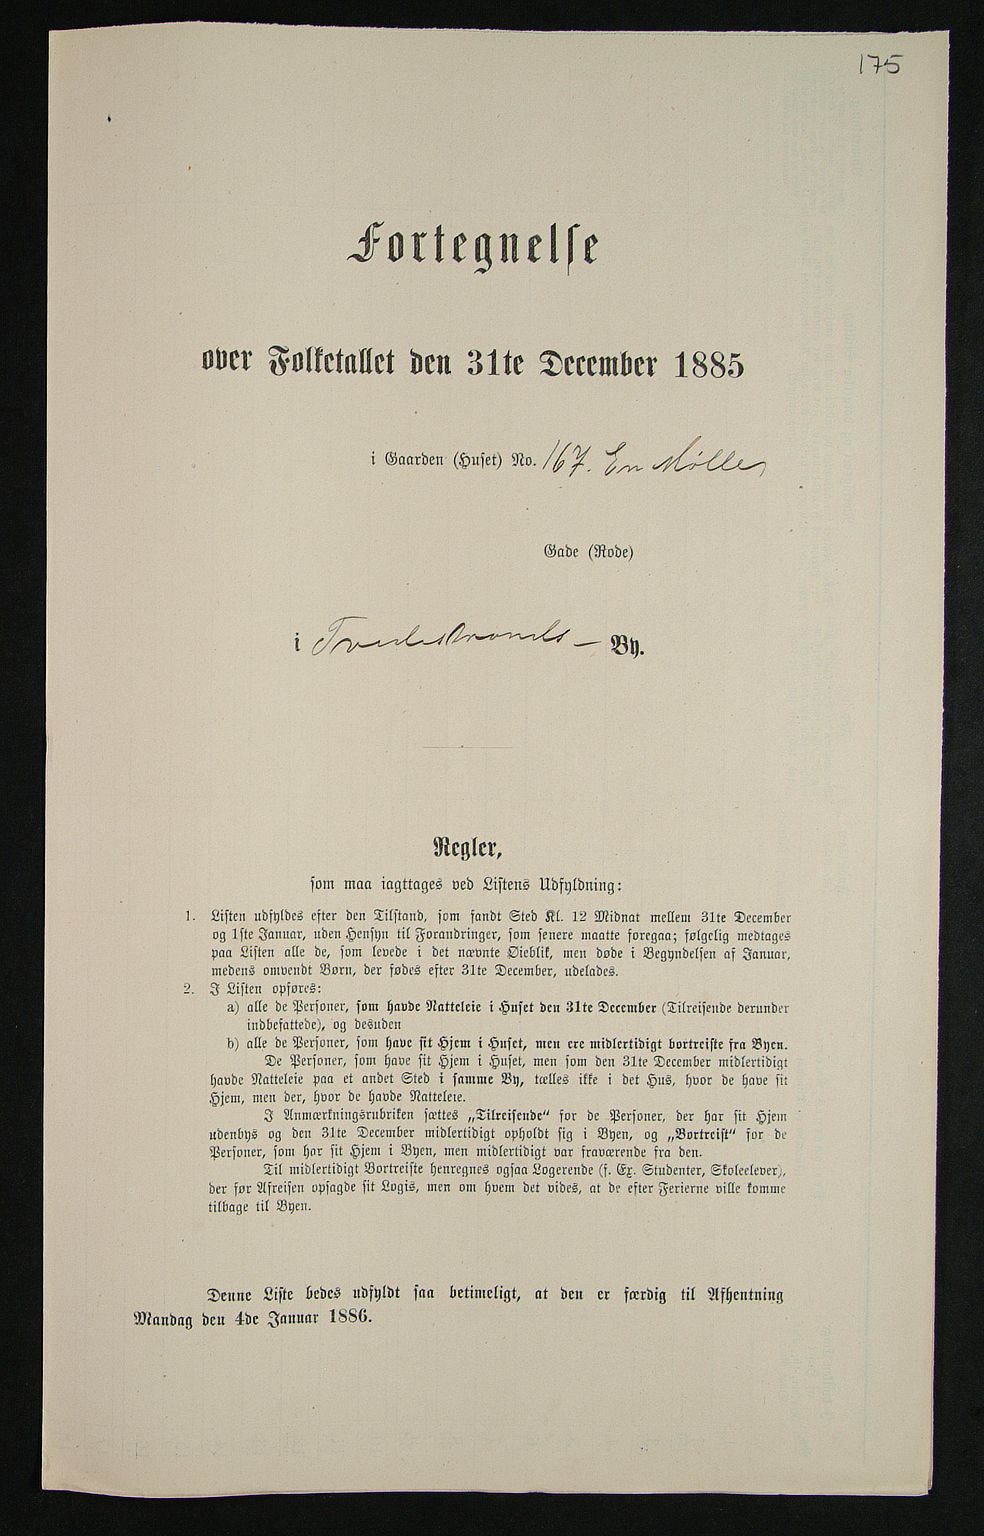 175
Fortegnelse
over Folketallet den 31te December 1885
i Gaarden (Huset) No. 167. En Mølle
Gade (Rode)
i Tvedestrands – By.
Regler,
som maa iagttages ved Listens Udfyldning:
1. Listen udfyldes efter den Tilstand, som fandt Sted Kl. 12 Midnat mellem 31te December
og 1ste Januar, uden Hensyn til Forandringer, som senere maatte foregaa; følgelig medtages
paa Listen alle de, som levede i det nævnte Øieblik, men døde i Begyndelsen af Januar,
medens omvendt Børn, der fødes efter 31te December, udelades.
2. I Listen opføres:
a) alle de Personer, som havde Natteleie i Huset den 31te December (Tilreisende derunder
indbefattede), og desuden
b) alle de Personer, som have sit Hjem i Huset, men ere midlertidigt bortreiste fra Byen.
De Personer, som have sit Hjem i Huset, men som den 31te December midlertidigt
havde Natteleie paa et andet Sted i samme By, tælles ikke i det Hus, hvor de have sit
Hjem, men der, hvor de havde Natteleie.
I Anmærkningsrubriken sættes „Tilreisende“ for de Personer, der har sit Hjem
udenbys og den 31te December midlertidigt opholdt sig i Byen, og „Bortreist“ for de
Personer, som har sit Hjem i Byen, men midlertidigt var fraværende fra den.
Til midlertidigt Bortreiste henregnes ogsaa Logerende (f. Ex. Studenter, Skoleelever),
der før Afreisen opsagde sit Logis, men om hvem det vides, at de efter Ferierne ville komme
tilbage til Byen.
Denne Liste bedes udfyldt saa betimeligt, at den er færdig til Afhentning
Mandag den 4de Januar 1886.